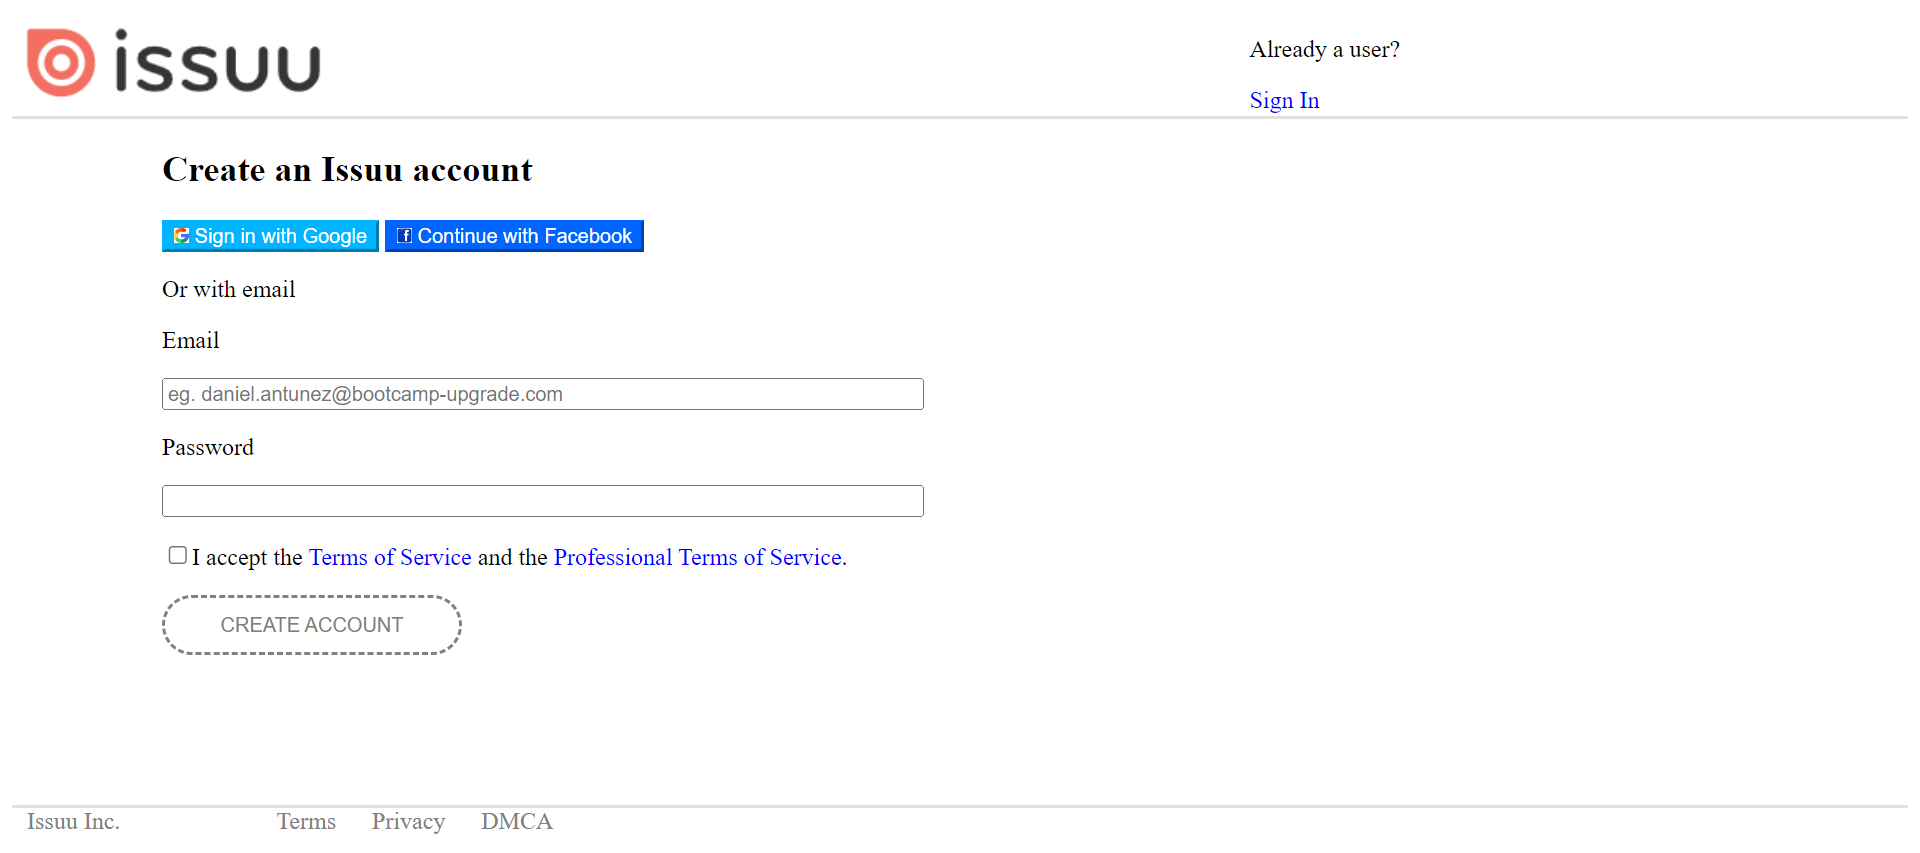 issuu
Already a user?
Sign In
Create an Issuu account
Sign in with Google
Continue with Facebook
Or with email
Email
eg. daniel.antunez@bootcamp-upgrade.com
Password
I accept the Terms of Service and the Professional Terms of Service.
CREATE ACCOUNT
Issuu Inc. Terms Privacy DMCA